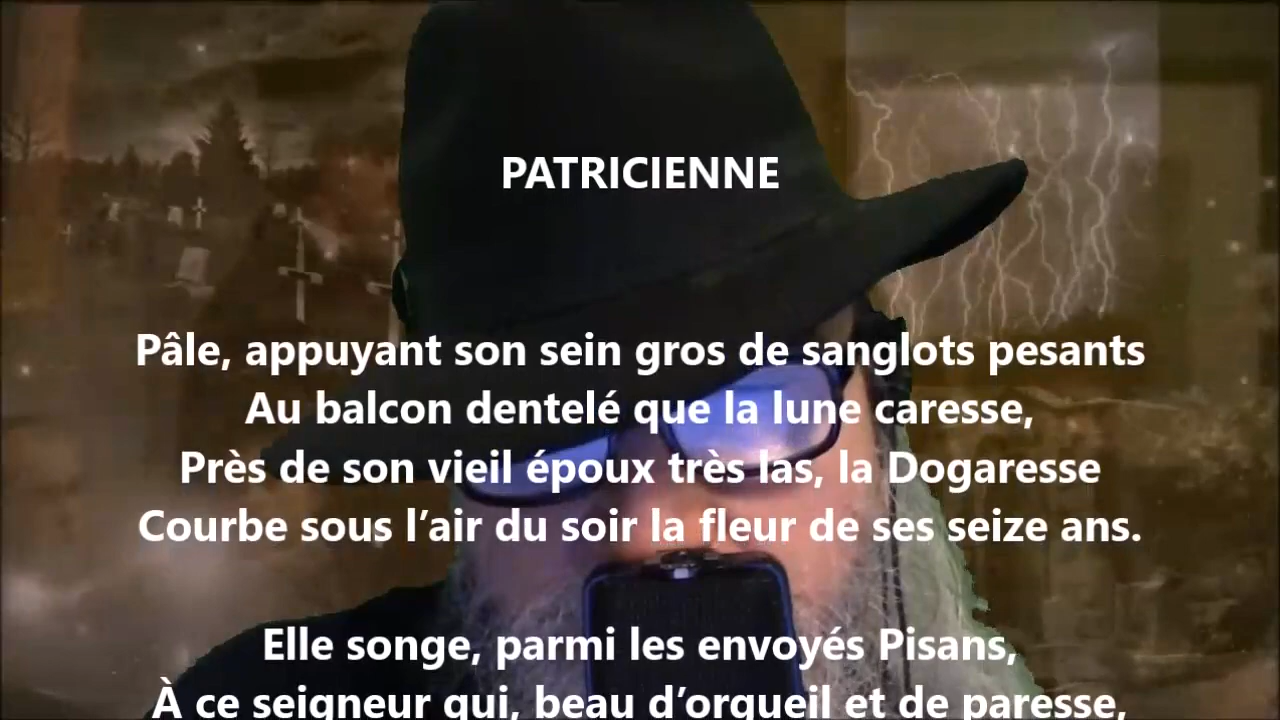 PATRICIENNE
Pâle, appuyant son sein gros de sanglots pesants
Au balcon dentelé que la lune caresse,
Près de son vieil époux très las, la Dogaresse
Courbe sous l’air du soir la fleur de ses seize ans.
Elle songe, parmi les envoyés Pisans,
À ce seigneur qui, beau d’orgueil et de paresse,